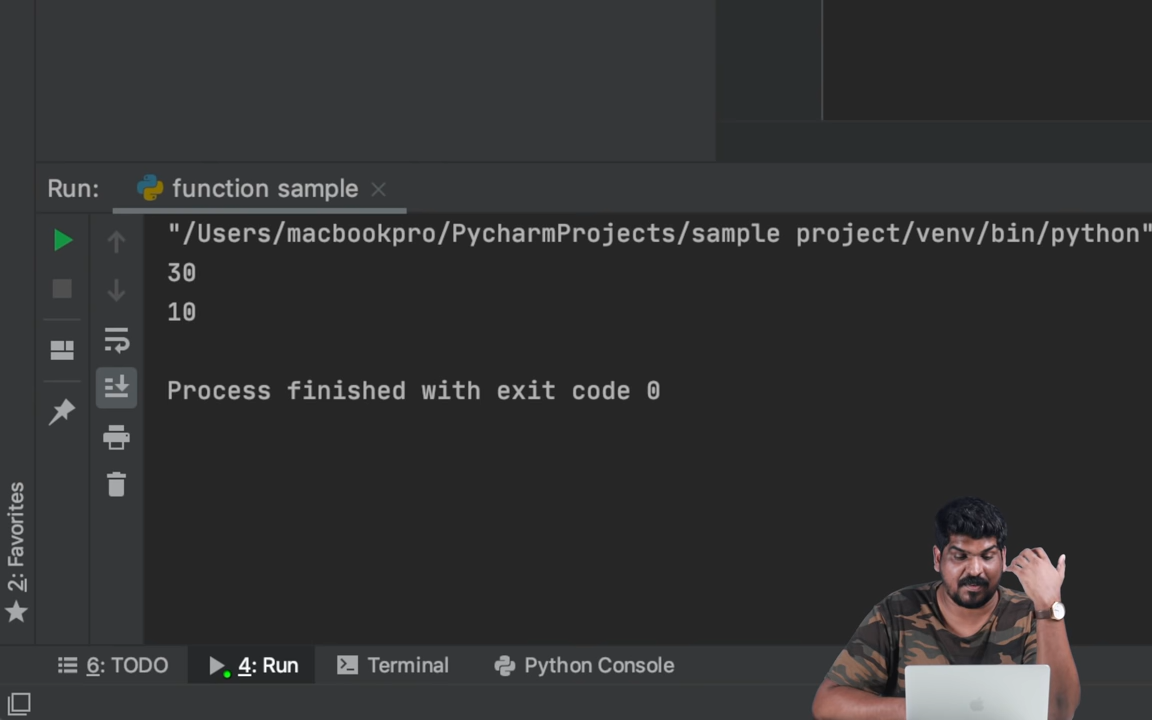 Run: function sample
"/Users/macbookpro/PycharmProjects/sample project/venv/bin/python"
30
10
Process finished with exit code 0
2: Favorites
6: TODO
4: Run
Terminal
Python Console